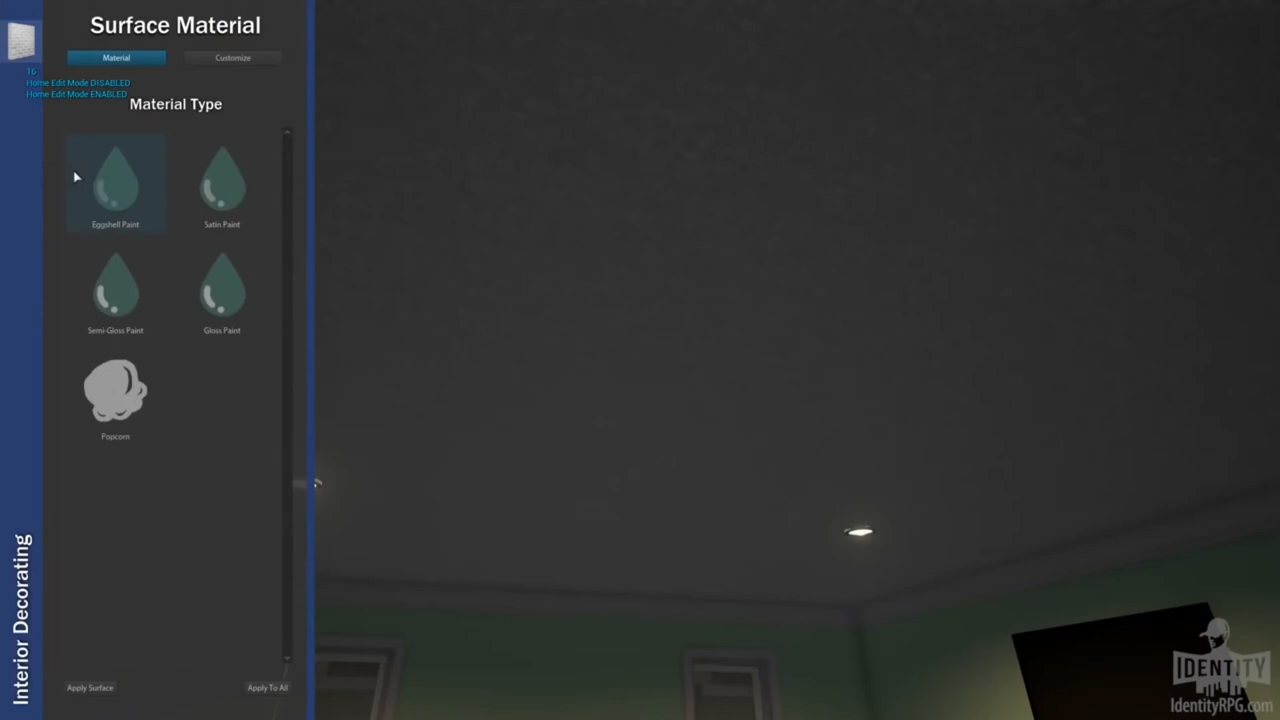 Surface Material
Material
Customize
16
Home Edit Mode DISABLED
Home Edit Mode ENABLED
Material Type
Eggshell Paint
Satin Paint
Semi-Gloss Paint
Gloss Paint
Popcorn
Interior Decorating
Apply Surface
Apply To All
IDENTITY
IdentityRPG.com